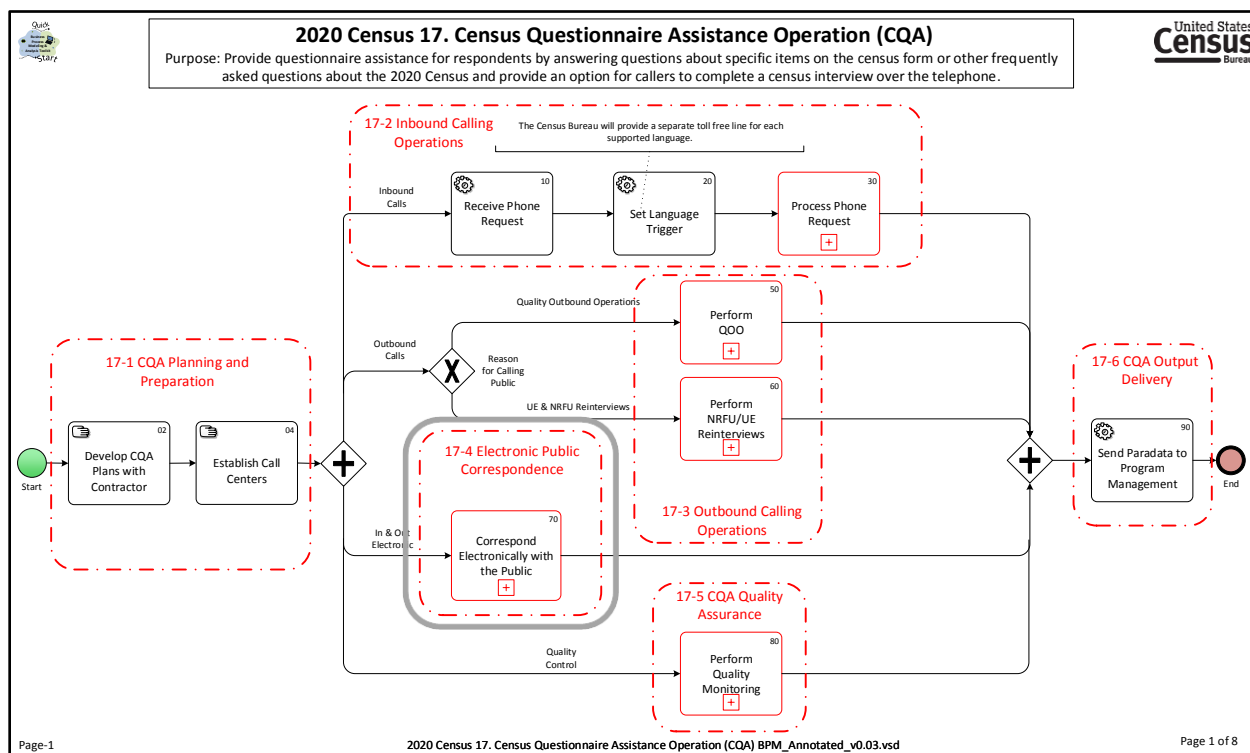 Quick
Business
Process
Modeling &
Analysis Toolkit
Start
2020 Census 17. Census Questionnaire Assistance Operation (CQA)
Purpose: Provide questionnaire assistance for respondents by answering questions about specific items on the census form or other frequently
asked questions about the 2020 Census and provide an option for callers to complete a census interview over the telephone.
United States
Census
Bureau
17-2 Inbound Calling
Operations
The Census Bureau will provide a separate toll free line for each
supported language.
Inbound
Calls
10
Receive Phone
Request
20
Set Language
Trigger
30
Process Phone
Request
Quality Outbound Operations
50
Perform
QOO
Outbound
Calls
X
Reason
for Calling
Public
UE & NRFU Reinterviews
60
Perform
NRFU/UE
Reinterviews
17-3 Outbound Calling
Operations
17-1 CQA Planning and
Preparation
Start
02
Develop CQA
Plans with
Contractor
04
Establish Call
Centers
17-4 Electronic Public
Correspondence
In & Out
Electronic
70
Correspond
Electronically with
the Public
17-5 CQA Quality
Assurance
Quality
Control
80
Perform
Quality
Monitoring
17-6 CQA Output
Delivery
90
Send Paradata to
Program
Management
End
Page-1
2020 Census 17. Census Questionnaire Assistance Operation (CQA) BPM_Annotated_v0.03.vsd
Page 1 of 8